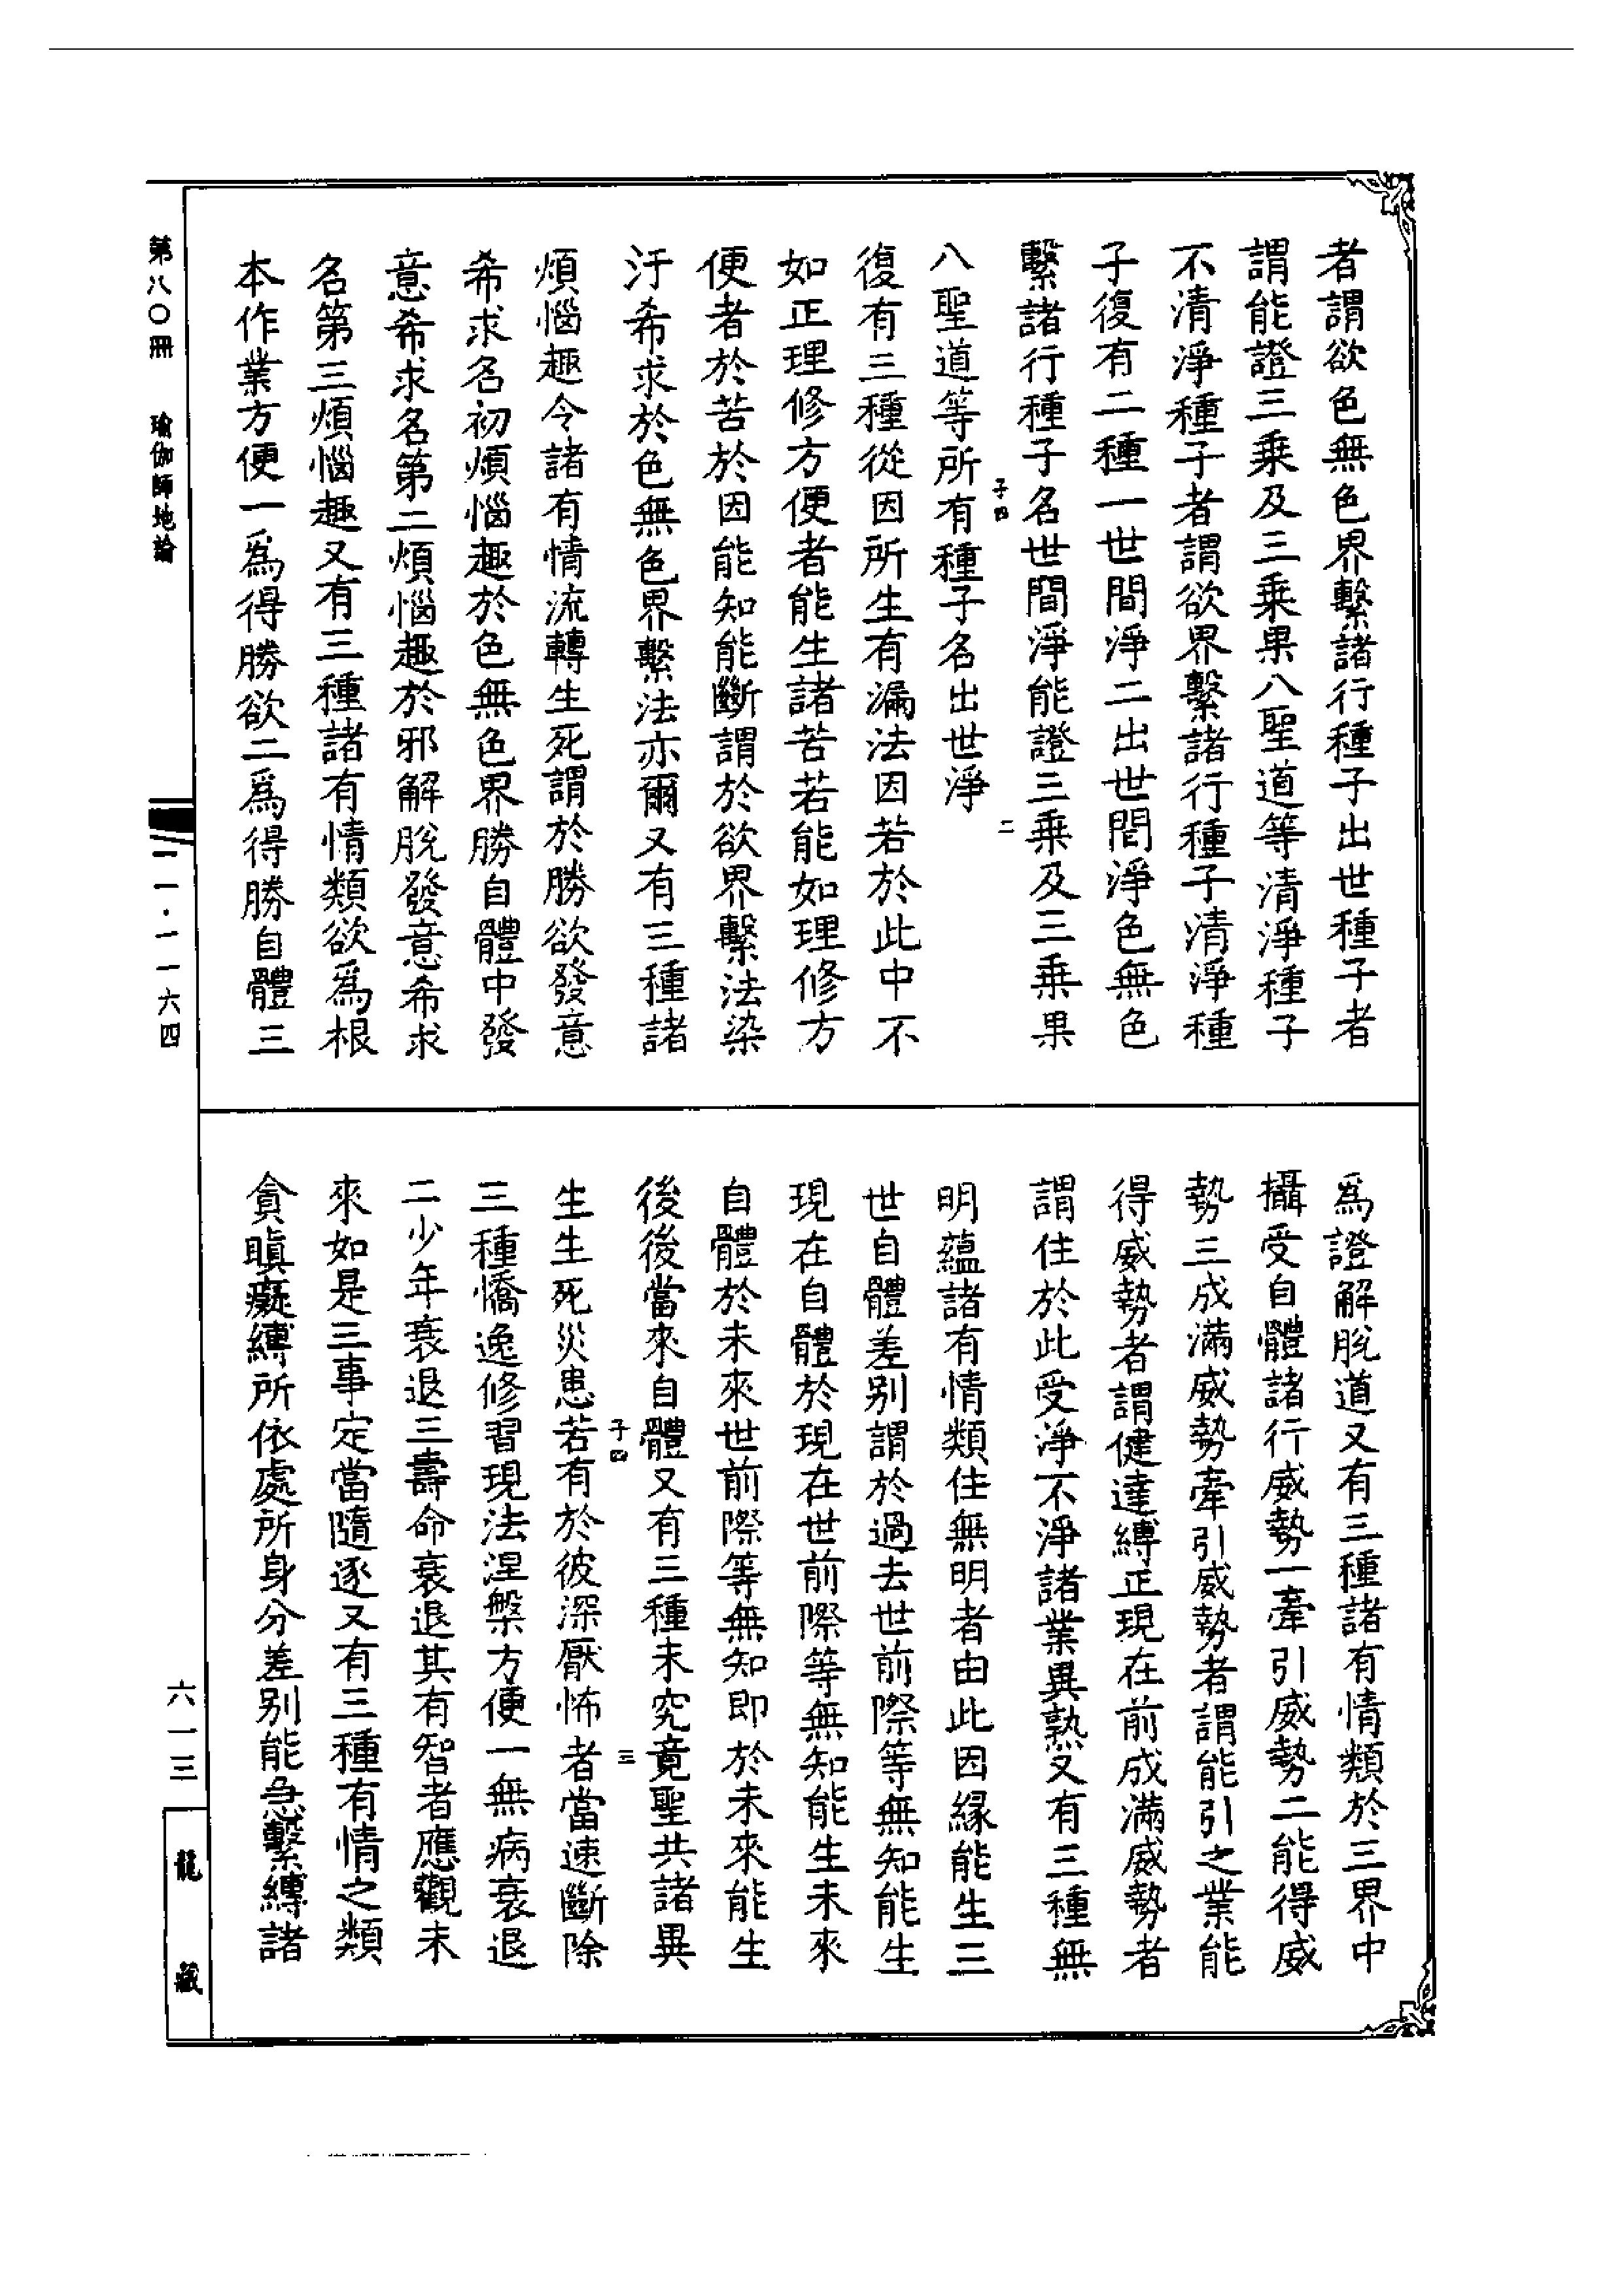 者謂欲色無色界繫諸行種子出世種子者
謂能證三乘及三乘果八聖道等清淨種子
不清淨種子者謂欲界繫諸行種子清淨種
子復有二種一世間淨二出世間淨色無色
繫諸行種子名世間淨能證三乘及三乘果
子四
二
八聖道等所有種子名出世淨
復有三種從因所生有漏法因若於此中不
如正理修方便者能生諸苦若能如理修方
便者於苦於因能知能斷謂於欲界繫法染
汙希求於色無色界繫法亦爾又有三種諸
煩惱趣令諸有情流轉生死謂於勝欲發意
希求名初煩惱趣於色無色界勝自體中發
意希求名第二煩惱趣於邪解脫發意希求
名第三煩惱趣又有三種諸有情類欲為根
本作業方便一為得勝欲二為得勝自體三
為證解脫道又有三種諸有情類於三界中
攝受自體諸行威勢一牽引威勢二能得威
勢三成滿威勢牽引威勢者謂能引之業能
得威勢者謂健達縛正現在前成滿威勢者
謂住於此受淨不淨諸業異熟又有三種無
明蘊諸有情類住無明者由此因緣能生三
世自體差別謂於過去世前際等無知能生
現在自體於現在世前際等無知能生未來
自體於未來世前際等無知即於未來能生
後後當來自體又有三種未究竟聖共諸異
子四
三
生生死災患若有於彼深厭怖者當速斷除
三種憍逸修習現法涅槃方便一無病衰退
二少年衰退三壽命衰退其有智者應觀未
來如是三事定當隨逐又有三種有情之類
貪瞋癡縛所依處所身分差別能急繫縛諸
第八〇冊 瑜伽師地論
二一·一一六四
六一三
龍藏